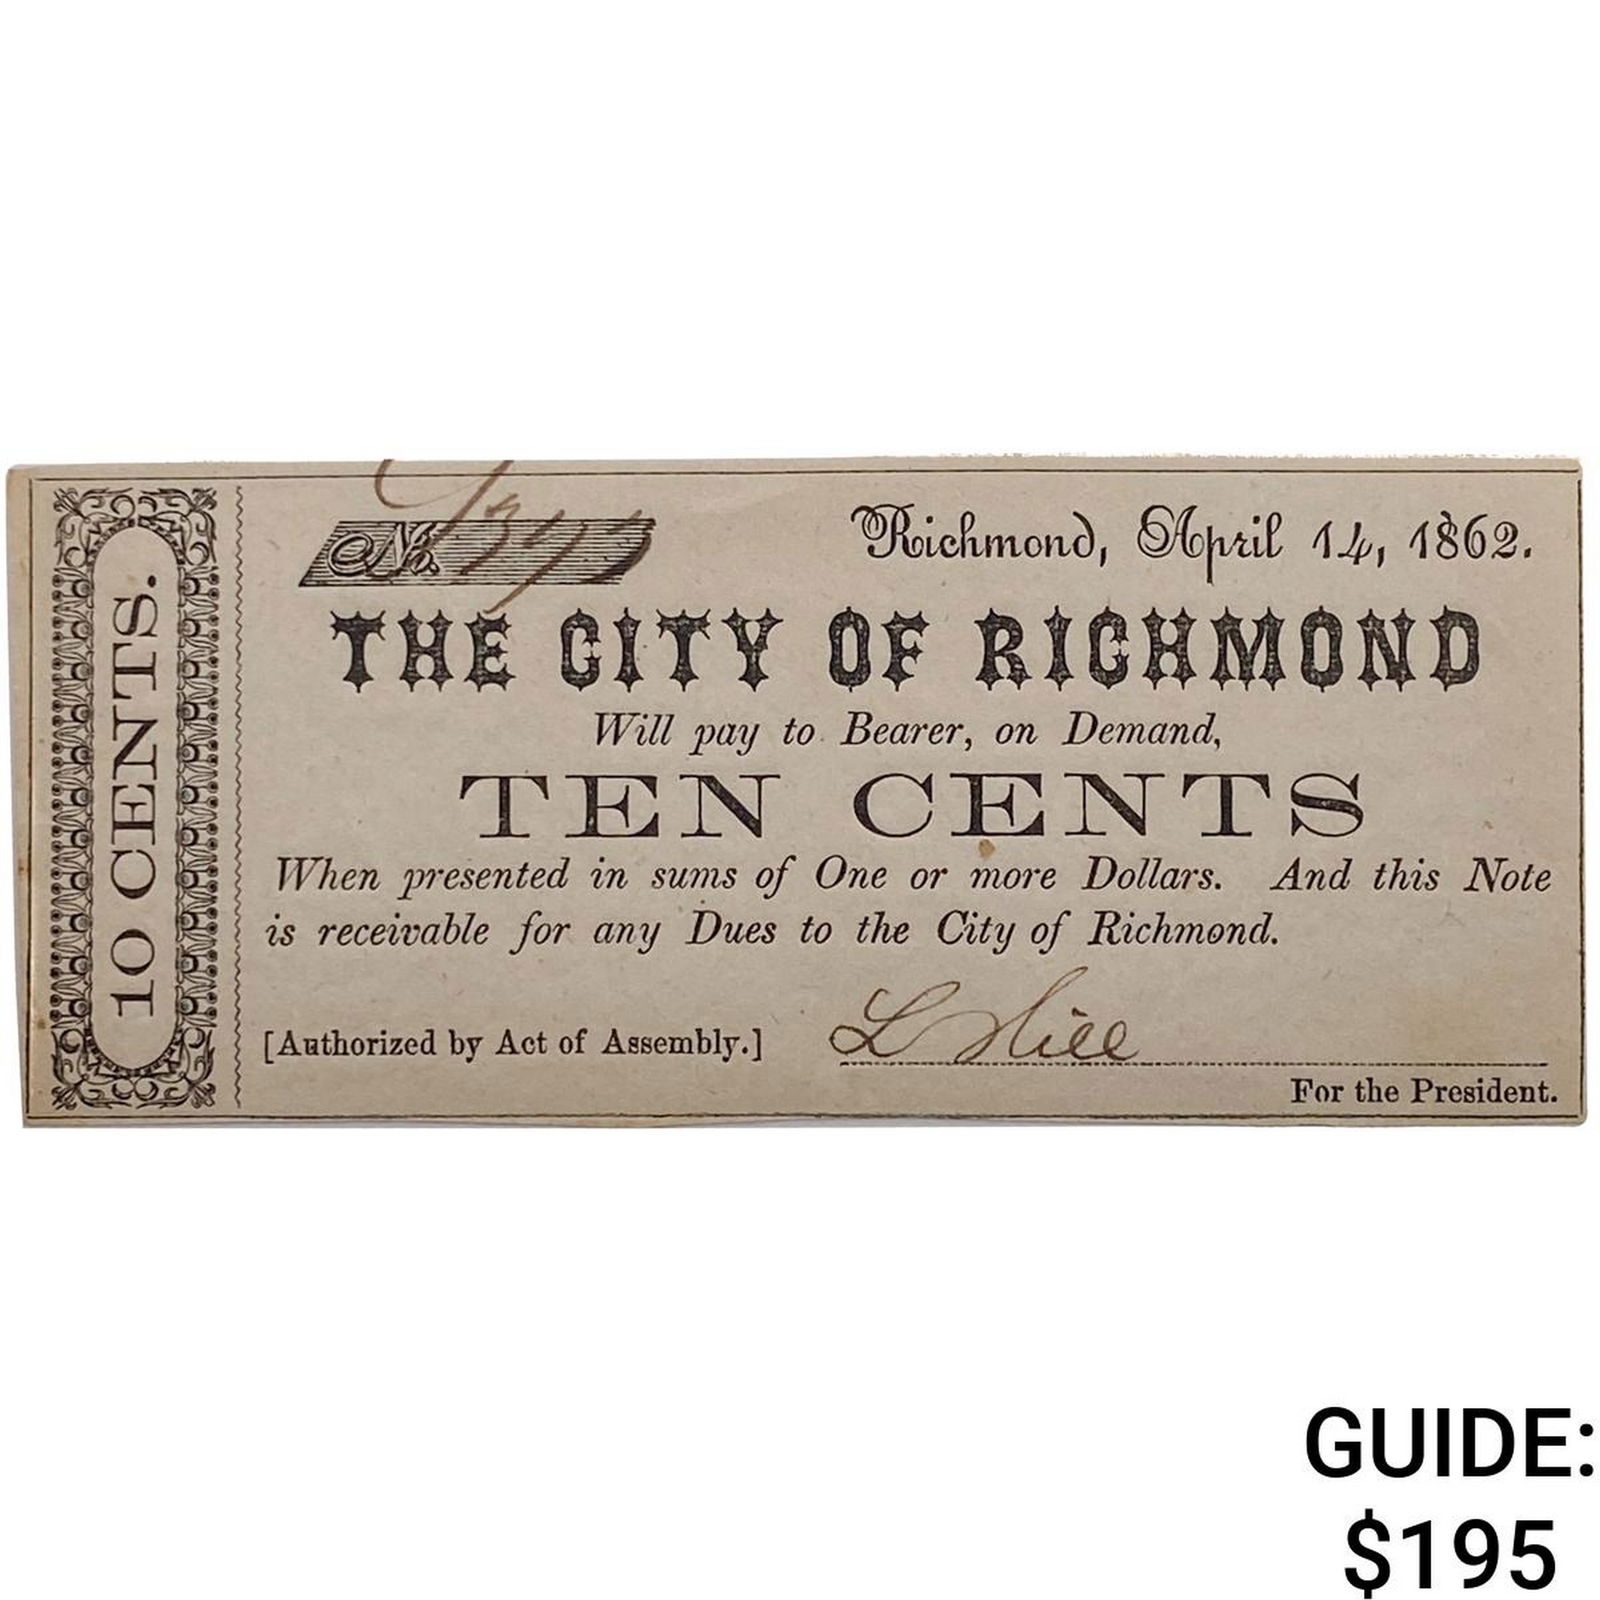 No.
Richmond, April 14, 1862.
THE CITY OF RICHMOND
Will pay to Bearer, on Demand,
TEN CENTS
When presented in sums of One or more Dollars. And this Note
is receivable for any Dues to the City of Richmond.
[Authorized by Act of Assembly.] L Hill
For the President.
10 CENTS.
GUIDE:
$195